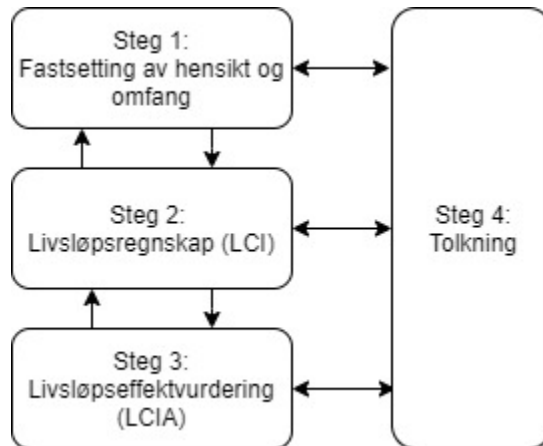 Steg 1:
Fastsetting av hensikt og
omfang
Steg 2:
Livsløpsregnskap (LCI)
Steg 3:
Livsløpseffektvurdering
(LCIA)
Steg 4:
Tolkning